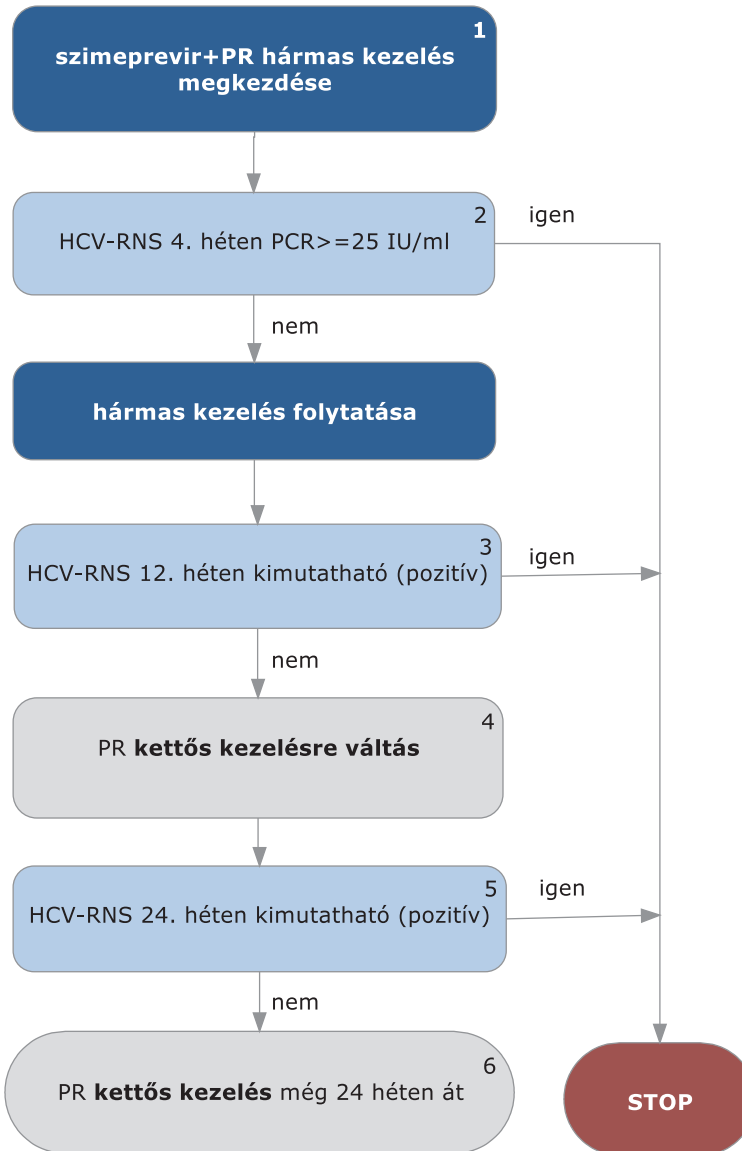 1
szimeprevir+PR hármas kezelés
megkezdése
2
HCV-RNS 4. héten PCR>=25 IU/ml
igen
nem
hármas kezelés folytatása
3
HCV-RNS 12. héten kimutatható (pozitív)
igen
nem
4
PR kettős kezelésre váltás
5
HCV-RNS 24. héten kimutatható (pozitív)
igen
nem
6
PR kettős kezelés még 24 héten át
STOP